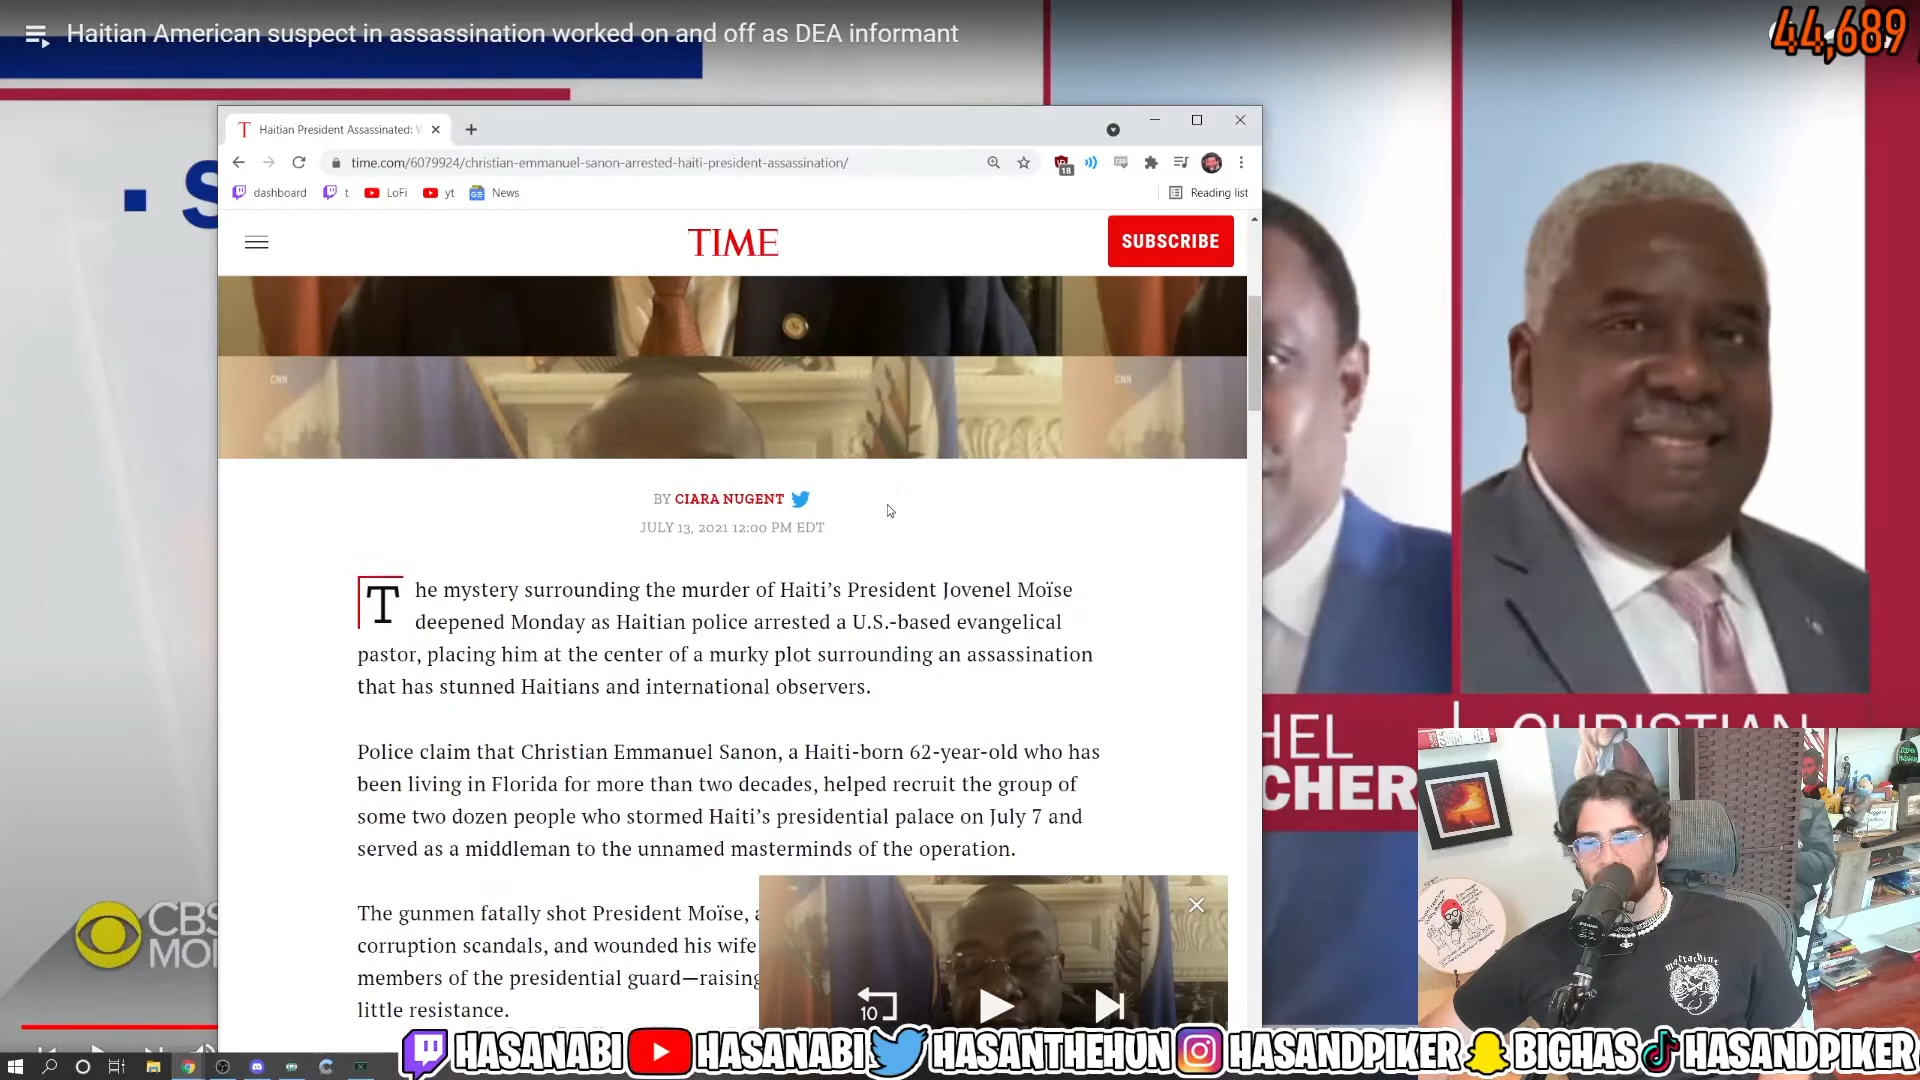 Haitian American suspect in assassination worked on and off as DEA informant
44,689
Haitian President Assassinated: W
time.com/6079924/christian-emmanuel-sanon-arrested-haiti-president-assassination/
18
dashboard
t
LoFi
yt
News
Reading list
S
TIME
SUBSCRIBE
CNN
CNN
BY CIARA NUGENT
JULY 13, 2021 12:00 PM EDT
The mystery surrounding the murder of Haiti’s President Jovenel Moïse
deepened Monday as Haitian police arrested a U.S.-based evangelical
pastor, placing him at the center of a murky plot surrounding an assassination
that has stunned Haitians and international observers.
Police claim that Christian Emmanuel Sanon, a Haiti-born 62-year-old who has
been living in Florida for more than two decades, helped recruit the group of
some two dozen people who stormed Haiti’s presidential palace on July 7 and
served as a middleman to the unnamed masterminds of the operation.
The gunmen fatally shot President Moïse, a
corruption scandals, and wounded his wife
members of the presidential guard—raising
little resistance.
10
HEL
CHER
CHRISTIAN
CBS
MOR
HASANABI HASANABI HASANTHEHUN HASANDPIKER BIGHAS HASANDPIKER